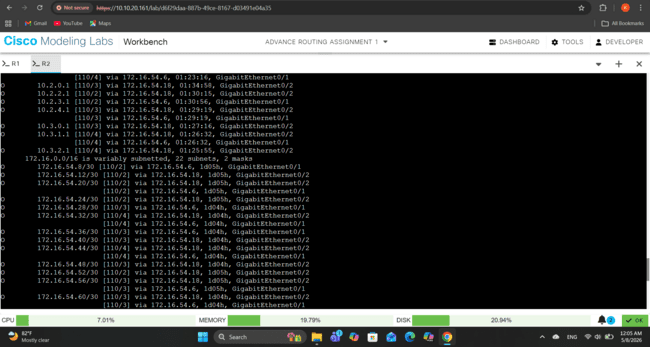 Not secure https://10.10.20.161/lab/d6f29daa-887b-49ce-8167-d03491e04a35
Gmail YouTube Maps All Bookmarks
Cisco Modeling Labs Workbench ADVANCE ROUTING ASSIGNMENT 1 DASHBOARD TOOLS DEVELOPER
R1 R2
[110/4] via 172.16.54.6, 01:23:16, GigabitEthernet0/1
O 10.2.0.1 [110/3] via 172.16.54.18, 01:34:58, GigabitEthernet0/2
O 10.2.2.1 [110/2] via 172.16.54.18, 01:30:15, GigabitEthernet0/2
O 10.2.3.1 [110/2] via 172.16.54.6, 01:30:56, GigabitEthernet0/1
O 10.2.4.1 [110/3] via 172.16.54.18, 01:29:19, GigabitEthernet0/2
[110/3] via 172.16.54.6, 01:29:19, GigabitEthernet0/1
O 10.3.0.1 [110/3] via 172.16.54.18, 01:27:16, GigabitEthernet0/2
O 10.3.1.1 [110/4] via 172.16.54.18, 01:26:32, GigabitEthernet0/2
[110/4] via 172.16.54.6, 01:26:32, GigabitEthernet0/1
O 10.3.2.1 [110/3] via 172.16.54.18, 01:25:55, GigabitEthernet0/2
172.16.0.0/16 is variably subnetted, 22 subnets, 2 masks
O 172.16.54.8/30 [110/2] via 172.16.54.6, 1d05h, GigabitEthernet0/1
O 172.16.54.12/30 [110/2] via 172.16.54.18, 1d05h, GigabitEthernet0/2
O 172.16.54.20/30 [110/2] via 172.16.54.18, 1d05h, GigabitEthernet0/2
[110/2] via 172.16.54.6, 1d05h, GigabitEthernet0/1
O 172.16.54.24/30 [110/2] via 172.16.54.18, 1d05h, GigabitEthernet0/2
O 172.16.54.28/30 [110/3] via 172.16.54.6, 1d04h, GigabitEthernet0/1
O 172.16.54.32/30 [110/4] via 172.16.54.18, 1d04h, GigabitEthernet0/2
[110/4] via 172.16.54.6, 1d04h, GigabitEthernet0/1
O 172.16.54.36/30 [110/3] via 172.16.54.6, 1d04h, GigabitEthernet0/1
O 172.16.54.40/30 [110/3] via 172.16.54.18, 1d04h, GigabitEthernet0/2
O 172.16.54.44/30 [110/4] via 172.16.54.18, 1d04h, GigabitEthernet0/2
[110/4] via 172.16.54.6, 1d04h, GigabitEthernet0/1
O 172.16.54.48/30 [110/3] via 172.16.54.18, 1d04h, GigabitEthernet0/2
O 172.16.54.52/30 [110/2] via 172.16.54.18, 1d05h, GigabitEthernet0/2
O 172.16.54.56/30 [110/3] via 172.16.54.18, 1d05h, GigabitEthernet0/2
[110/3] via 172.16.54.6, 1d05h, GigabitEthernet0/1
O 172.16.54.60/30 [110/3] via 172.16.54.18, 1d04h, GigabitEthernet0/2
[110/3] via 172.16.54.6, 1d04h, GigabitEthernet0/1
CPU 7.01% MEMORY 19.79% DISK 20.94% 2 OK
82°F
Mostly clear
Search
ENG
12:05 AM
5/8/2026